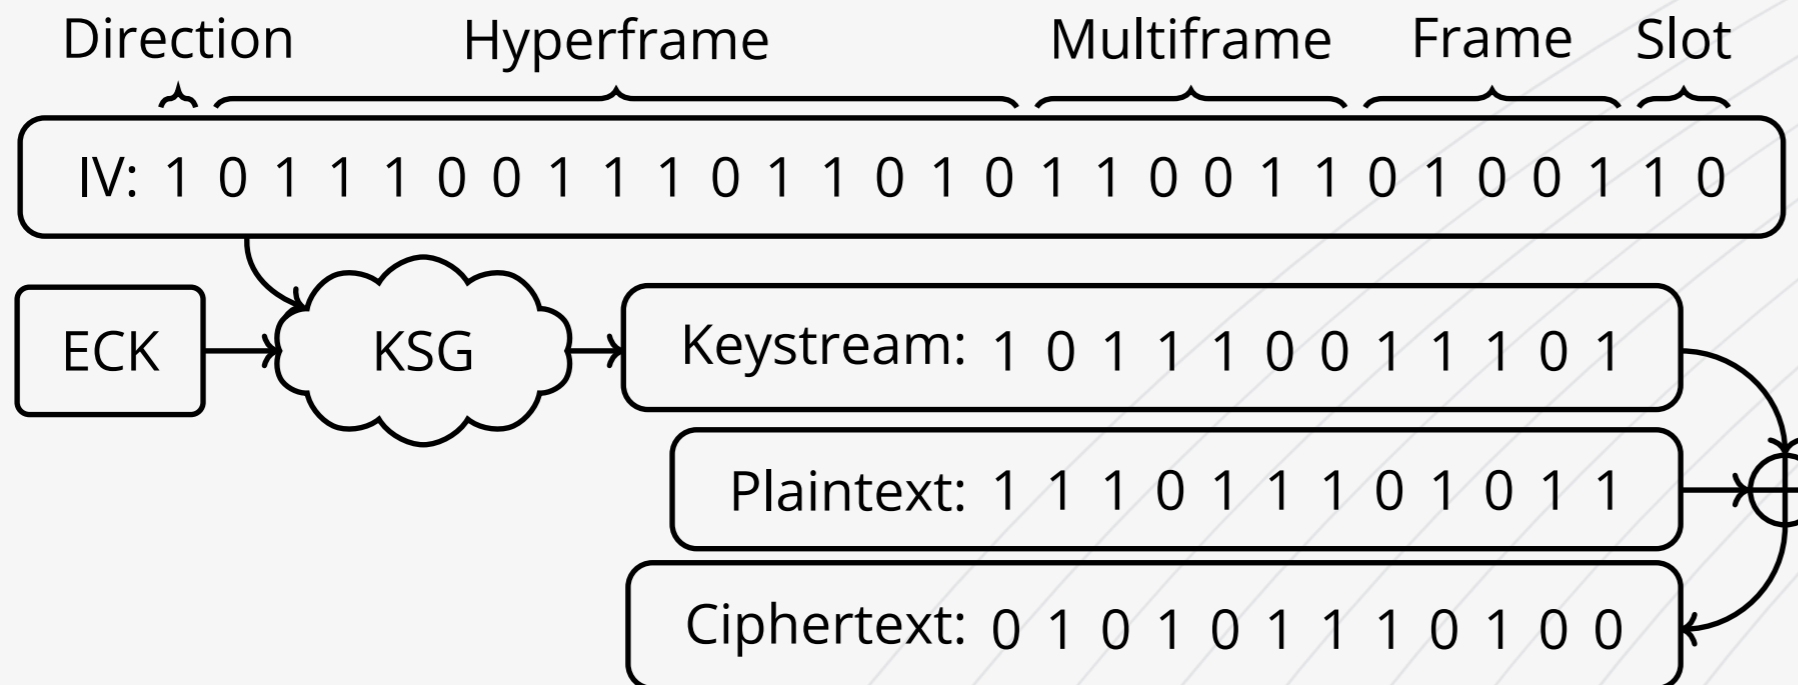 Direction Hyperframe Multiframe Frame Slot
IV: 1 0 1 1 1 0 0 1 1 1 0 1 1 0 1 0 1 1 0 0 1 1 0 1 0 0 1 1 0
ECK
KSG
Keystream: 1 0 1 1 1 0 0 1 1 1 0 1
Plaintext: 1 1 1 0 1 1 1 0 1 0 1 1
Ciphertext: 0 1 0 1 0 1 1 1 0 1 0 0